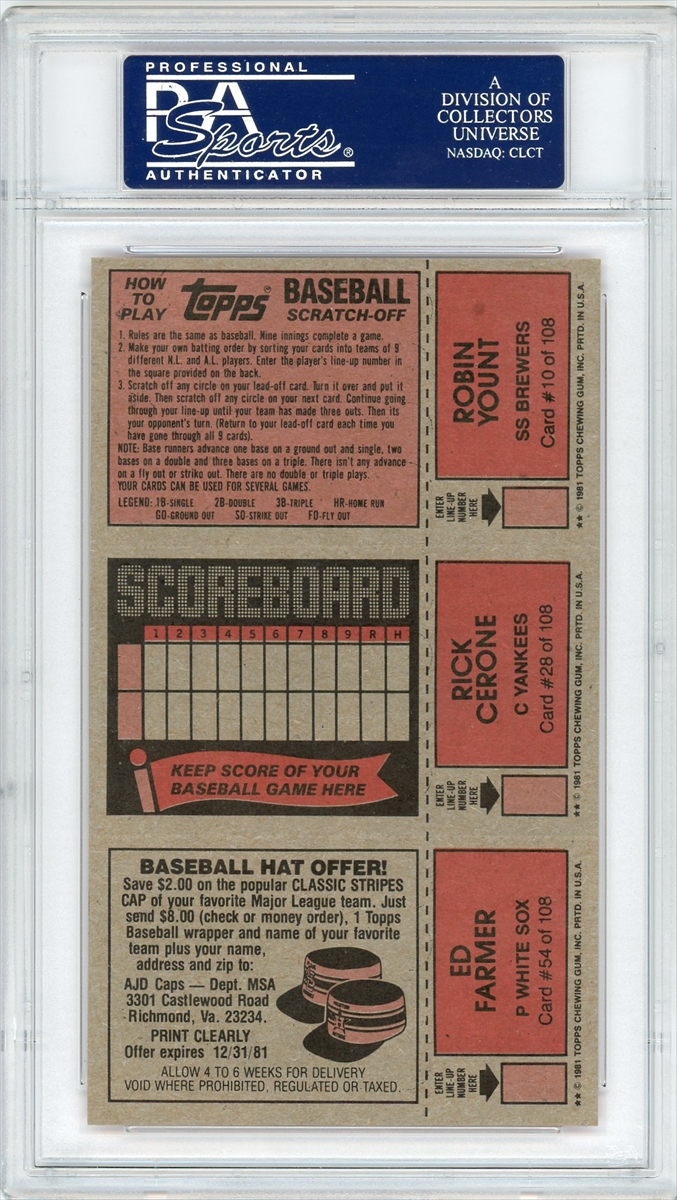 PROFESSIONAL
PSA
Sports®
AUTHENTICATOR
A
DIVISION OF
COLLECTORS
UNIVERSE
NASDAQ: CLCT
HOW
TO
PLAY
Topps®
BASEBALL
SCRATCH-OFF
1. Rules are the same as baseball. Nine innings complete a game.
2. Make your own batting order by sorting your cards into teams of 9
different N.L. and A.L. players. Enter the player's line-up number in
the square provided on the back.
3. Scratch off any circle on your lead-off card. Turn it over and put it
aside. Then scratch off any circle on your next card. Continue going
through your line-up until your team has made three outs. Then its
your opponent's turn. (Return to your lead-off card each time you
have gone through all 9 cards).
NOTE: Base runners advance one base on a ground out and single, two
bases on a double and three bases on a triple. There isn't any advance
on a fly out or strike out. There are no double or triple plays.
YOUR CARDS CAN BE USED FOR SEVERAL GAMES.
LEGEND: 1B-SINGLE 2B-DOUBLE 3B-TRIPLE HR-HOME RUN
GO-GROUND OUT SO-STRIKE OUT FO-FLY OUT
ROBIN
YOUNT
SS BREWERS
Card #10 of 108
ENTER
LINE-UP
NUMBER
HERE
** © 1981 TOPPS CHEWING GUM, INC. PRTD. IN U.S.A.
SCOREBOARD
1 2 3 4 5 6 7 8 9 R H
KEEP SCORE OF YOUR
BASEBALL GAME HERE
RICK
CERONE
C YANKEES
Card #28 of 108
ENTER
LINE-UP
NUMBER
HERE
** © 1981 TOPPS CHEWING GUM, INC. PRTD. IN U.S.A.
BASEBALL HAT OFFER!
Save $2.00 on the popular CLASSIC STRIPES
CAP of your favorite Major League team. Just
send $8.00 (check or money order), 1 Topps
Baseball wrapper and name of your favorite
team plus your name,
address and zip to:
AJD Caps — Dept. MSA
3301 Castlewood Road
Richmond, Va. 23234.
PRINT CLEARLY
Offer expires 12/31/81
ALLOW 4 TO 6 WEEKS FOR DELIVERY
VOID WHERE PROHIBITED, REGULATED OR TAXED.
ED
FARMER
P WHITE SOX
Card #54 of 108
ENTER
LINE-UP
NUMBER
HERE
** © 1981 TOPPS CHEWING GUM, INC. PRTD. IN U.S.A.